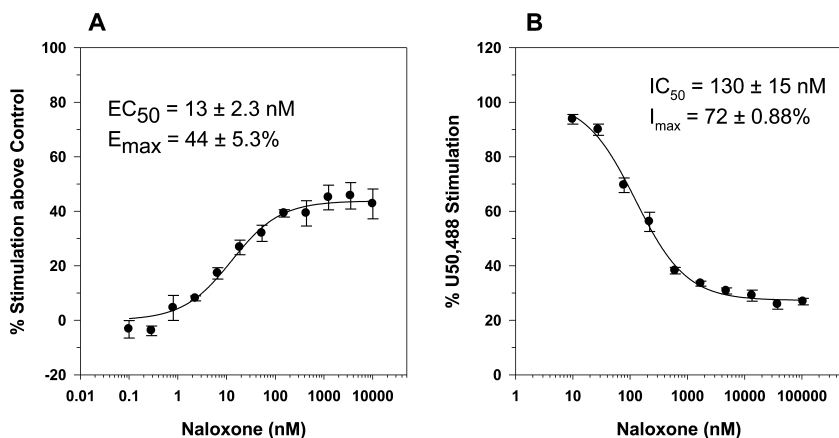 A
% Stimulation above Control
100
80
60
40
20
0
-20
EC50 = 13 ± 2.3 nM
Emax = 44 ± 5.3%
0.01 0.1 1 10 100 1000 10000
Naloxone (nM)
B
% U50,488 Stimulation
120
100
80
60
40
20
0
IC50 = 130 ± 15 nM
Imax = 72 ± 0.88%
1 10 100 1000 10000 100000
Naloxone (nM)